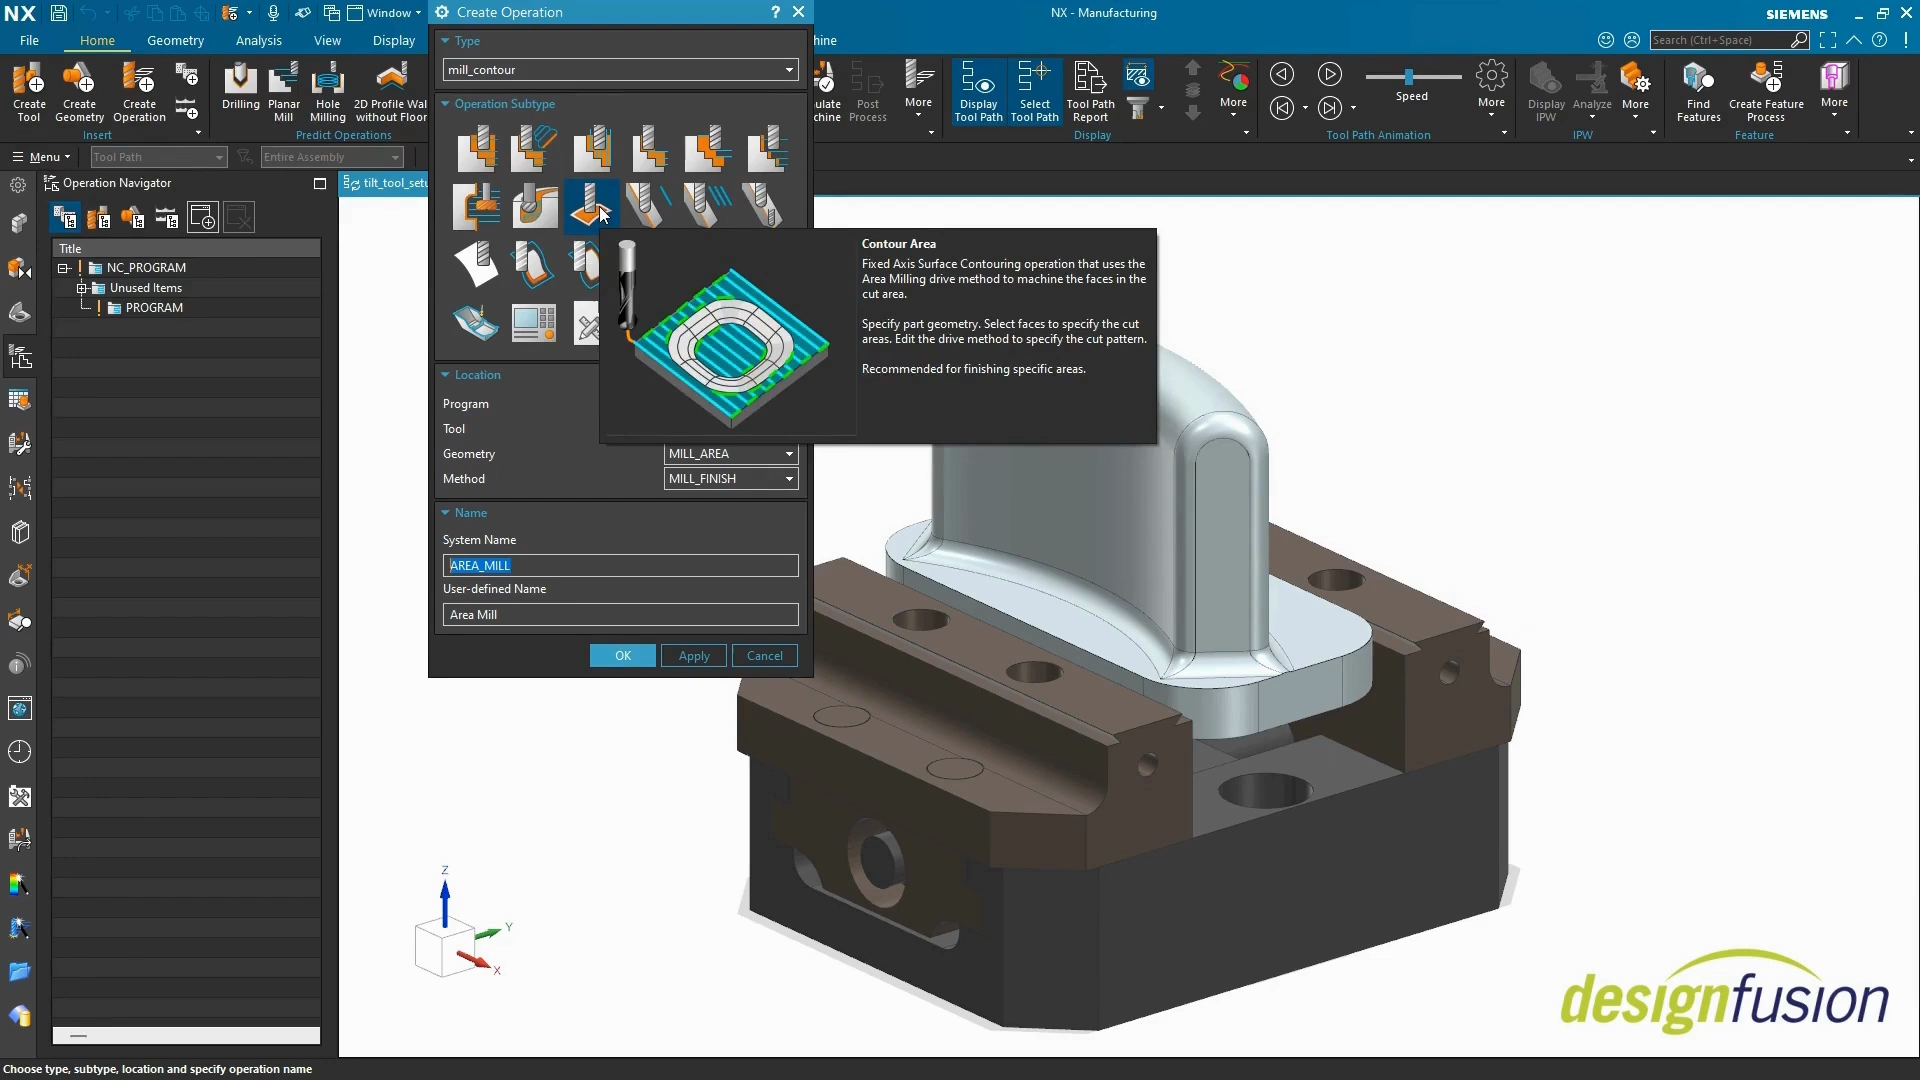 NX
Window
Create Operation
?
NX - Manufacturing
SIEMENS
File
Home
Geometry
Analysis
View
Display
hine
Search (Ctrl+Space)
Create
Tool
Create
Geometry
Create
Operation
Insert
Drilling
Planar
Mill
Hole
Milling
2D Profile Wal
without Floor
Predict Operations
ulate
achine
Post
Process
More
Display
Tool Path
Select
Tool Path
Tool Path
Report
More
Display
Speed
More
Tool Path Animation
Display
IPW
Analyze
More
IPW
Find
Features
Create Feature
Process
More
Feature
Menu
Tool Path
Entire Assembly
Operation Navigator
tilt_tool_setu
Title
NC_PROGRAM
Unused Items
PROGRAM
Type
mill_contour
Operation Subtype
Contour Area
Fixed Axis Surface Contouring operation that uses the
Area Milling drive method to machine the faces in the
cut area.
Specify part geometry. Select faces to specify the cut
areas. Edit the drive method to specify the cut pattern.
Recommended for finishing specific areas.
Location
Program
Tool
Geometry
MILL_AREA
Method
MILL_FINISH
Name
System Name
AREA_MILL
User-defined Name
Area Mill
OK
Apply
Cancel
Z
Y
X
designfusion
Choose type, subtype, location and specify operation name